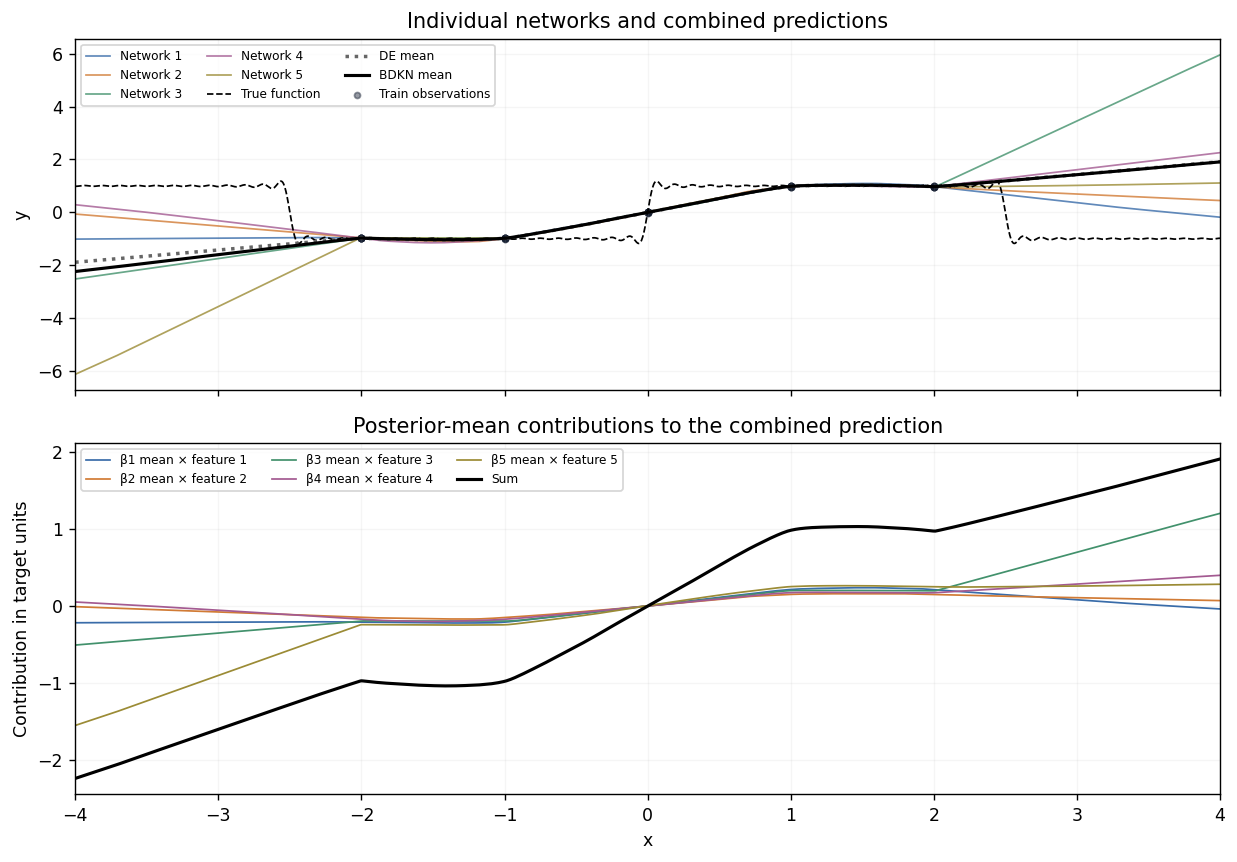 Individual networks and combined predictions
Network 1 Network 4 DE mean
Network 2 Network 5 BDKN mean
Network 3 True function Train observations
y
6
4
2
0
−2
−4
−6
Posterior-mean contributions to the combined prediction
β1 mean × feature 1 β3 mean × feature 3 β5 mean × feature 5
β2 mean × feature 2 β4 mean × feature 4 Sum
Contribution in target units
2
1
0
−1
−2
−4 −3 −2 −1 0 1 2 3 4
x